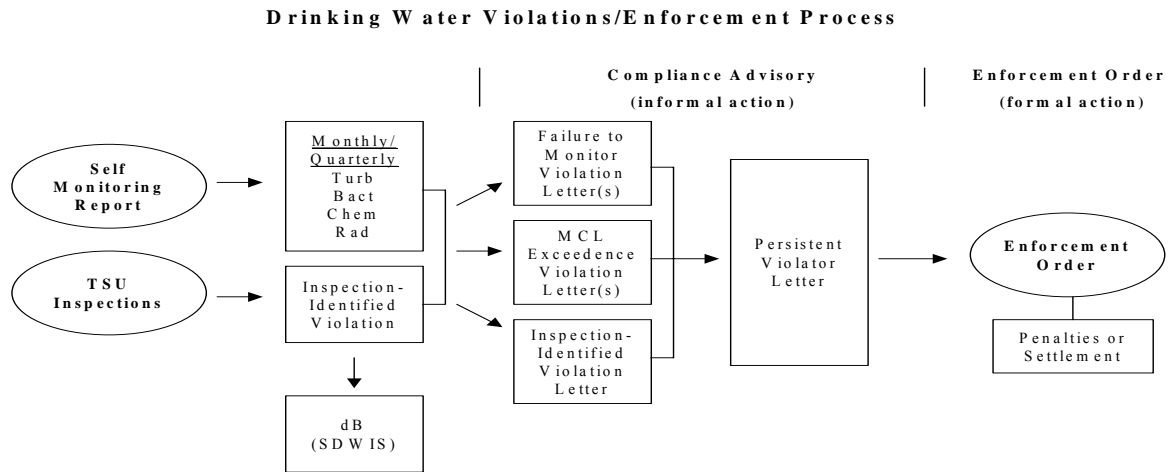 Drinking Water Violations/Enforcement Process
Compliance Advisory
(informal action)
Enforcement Order
(formal action)
Self
Monitoring
Report
TSU
Inspections
Monthly/
Quarterly
Turb
Bact
Chem
Rad
Inspection-
Identified
Violation
dB
(SDWIS)
Failure to
Monitor
Violation
Letter(s)
MCL
Exceedence
Violation
Letter(s)
Inspection-
Identified
Violation
Letter
Persistent
Violator
Letter
Enforcement
Order
Penalties or
Settlement